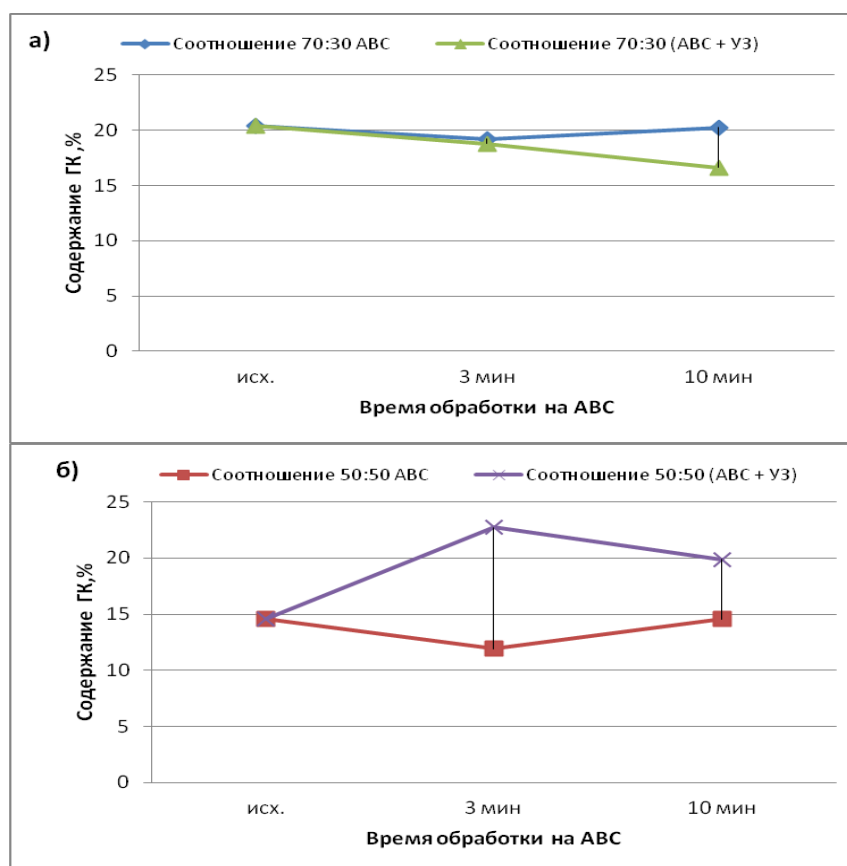 а)
Соотношение 70:30 АВС
Соотношение 70:30 (АВС + УЗ)
25
20
15
10
5
0
Содержание ГК,%
исх.
3 мин
10 мин
Время обработки на АВС
б)
Соотношение 50:50 АВС
Соотношение 50:50 (АВС + УЗ)
25
20
15
10
5
0
Содержание ГК,%
исх.
3 мин
10 мин
Время обработки на АВС